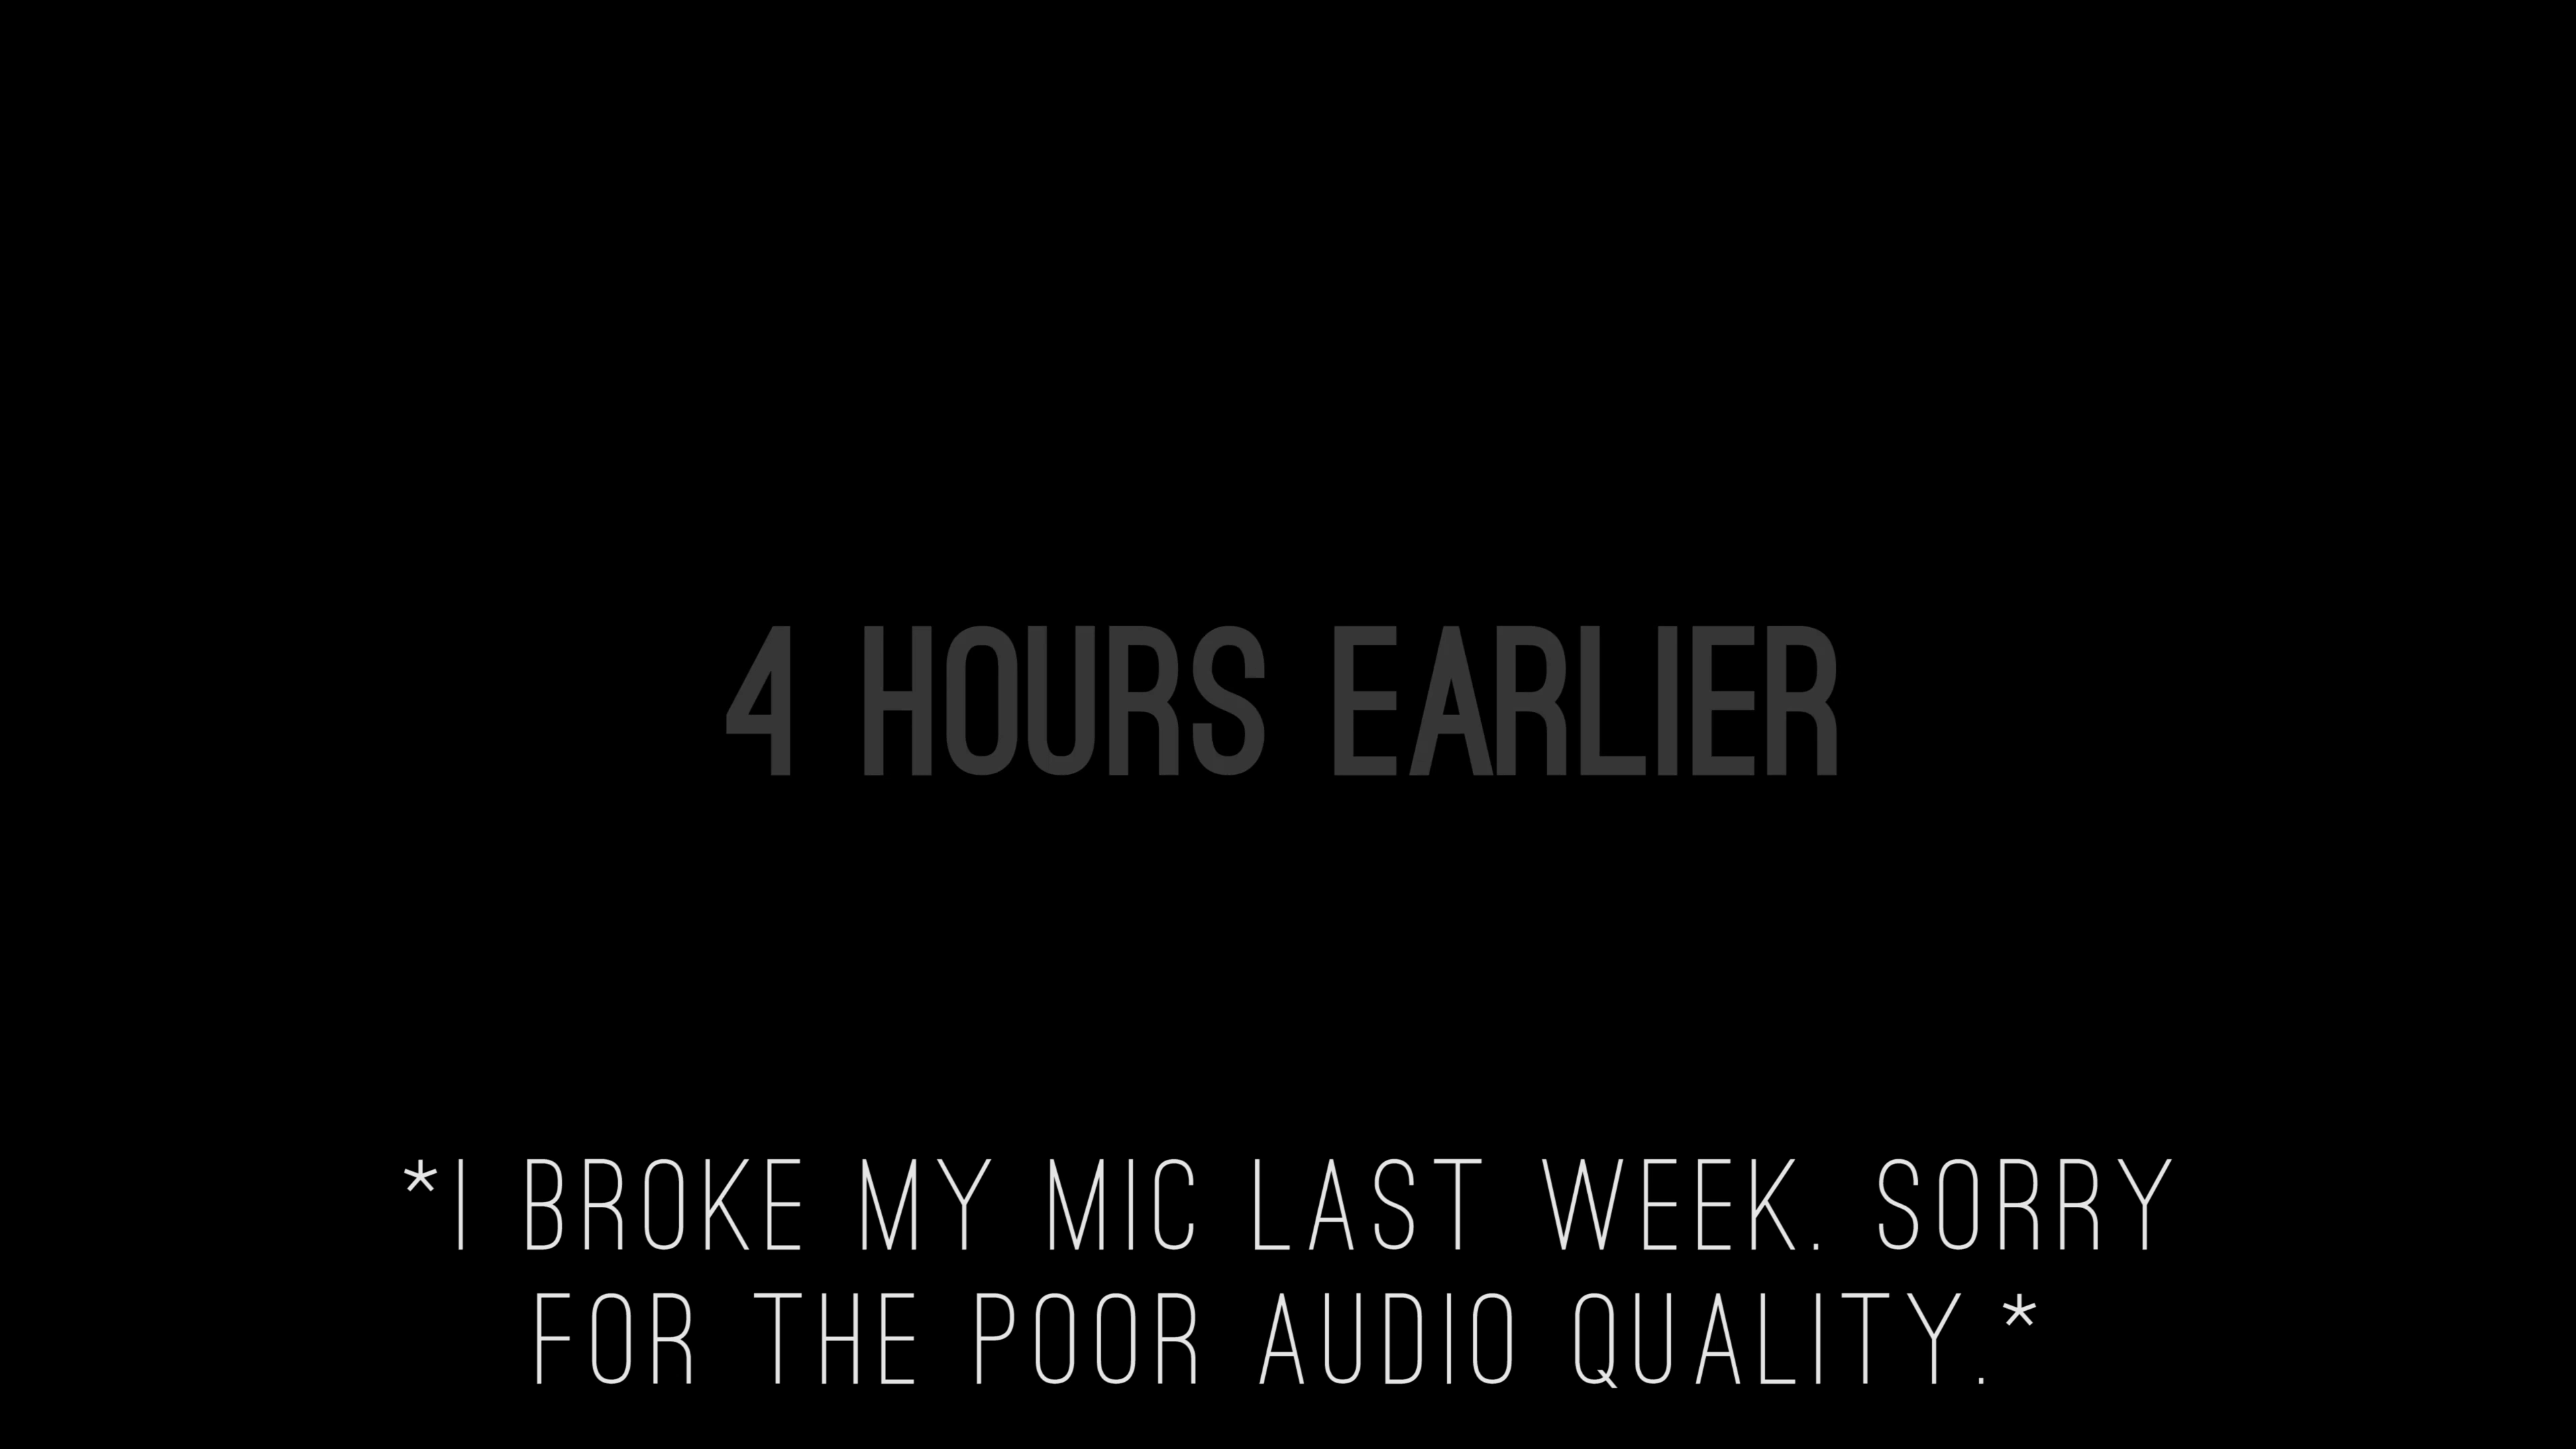 4 HOURS EARLIER
*I BROKE MY MIC LAST WEEK. SORRY
FOR THE POOR AUDIO QUALITY.*